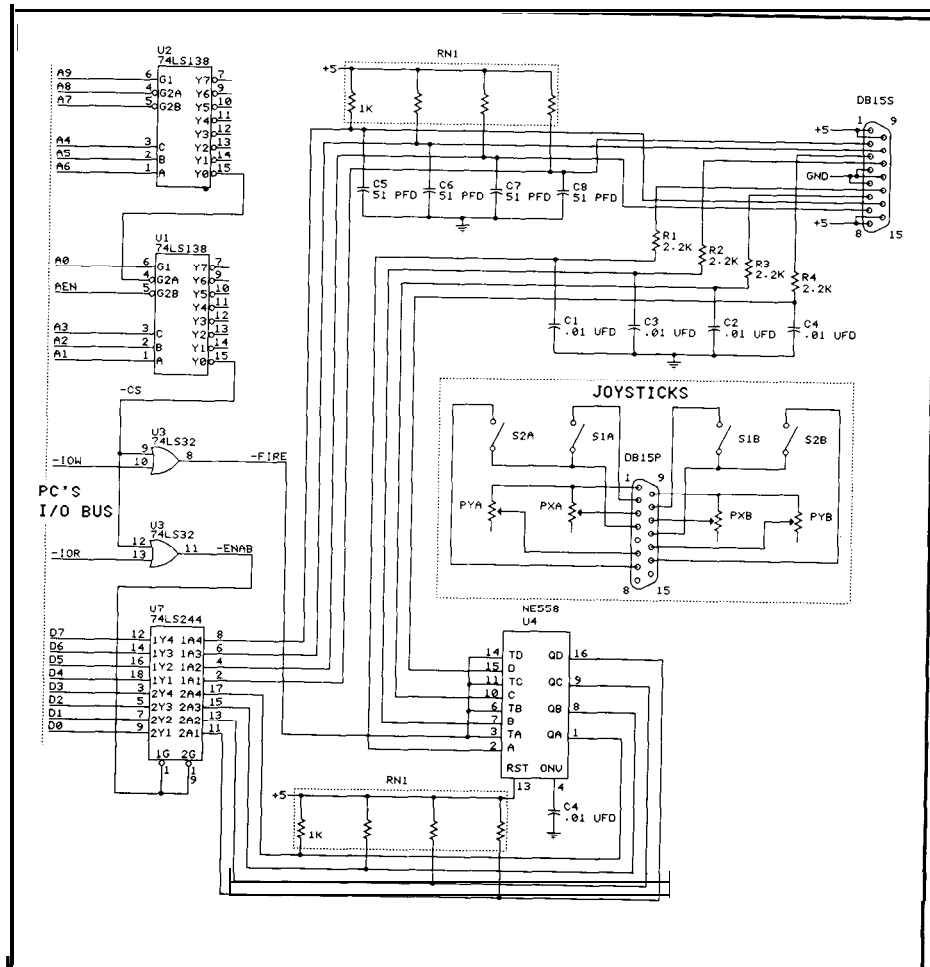 U2
74LS138
A9 6 G1 Y7 7
A8 4 G2A Y6 9
A7 5 G2B Y5 10
Y4 11
Y3 12
A4 3 C Y2 13
A5 2 B Y1 14
A6 1 A Y0 15
U1
74LS138
A0 6 G1 Y7 7
4 G2A Y6 9
AEN 5 G2B Y5 10
Y4 11
Y3 12
A3 3 C Y2 13
A2 2 B Y1 14
A1 1 A Y0 15
-CS
U3
74LS32
9
-IOW 10 8 -FIRE
PC'S
I/O BUS
U3
74LS32
12
-IOR 13 11 -ENAB
U7
74LS244
D7 12 1Y4 1A4 8
D6 14 1Y3 1A3 6
D5 16 1Y2 1A2 4
D4 18 1Y1 1A1 2
D3 3 2Y4 2A4 17
D2 5 2Y3 2A3 15
D1 7 2Y2 2A2 13
D0 9 2Y1 2A1 11
1G 2G
1 1
9
RN1
+5
1K
C5
51 PFD
C6
51 PFD
C7
51 PFD
C8
51 PFD
DB15S
1 9
+5
GND
+5
8 15
R1
2.2K
R2
2.2K
R3
2.2K
R4
2.2K
C1
.01 UFD
C3
.01 UFD
C2
.01 UFD
C4
.01 UFD
JOYSTICKS
S2A S1A S1B S2B
DB15P
1 9
PYA PXA PXB PYB
8 15
NE558
U4
14 TD QD 16
15 D
11 TC QC 9
10 C
6 TB QB 8
7 B
3 TA QA 1
2 A
RST ONV
13 4
C4
.01 UFD
RN1
+5
1K